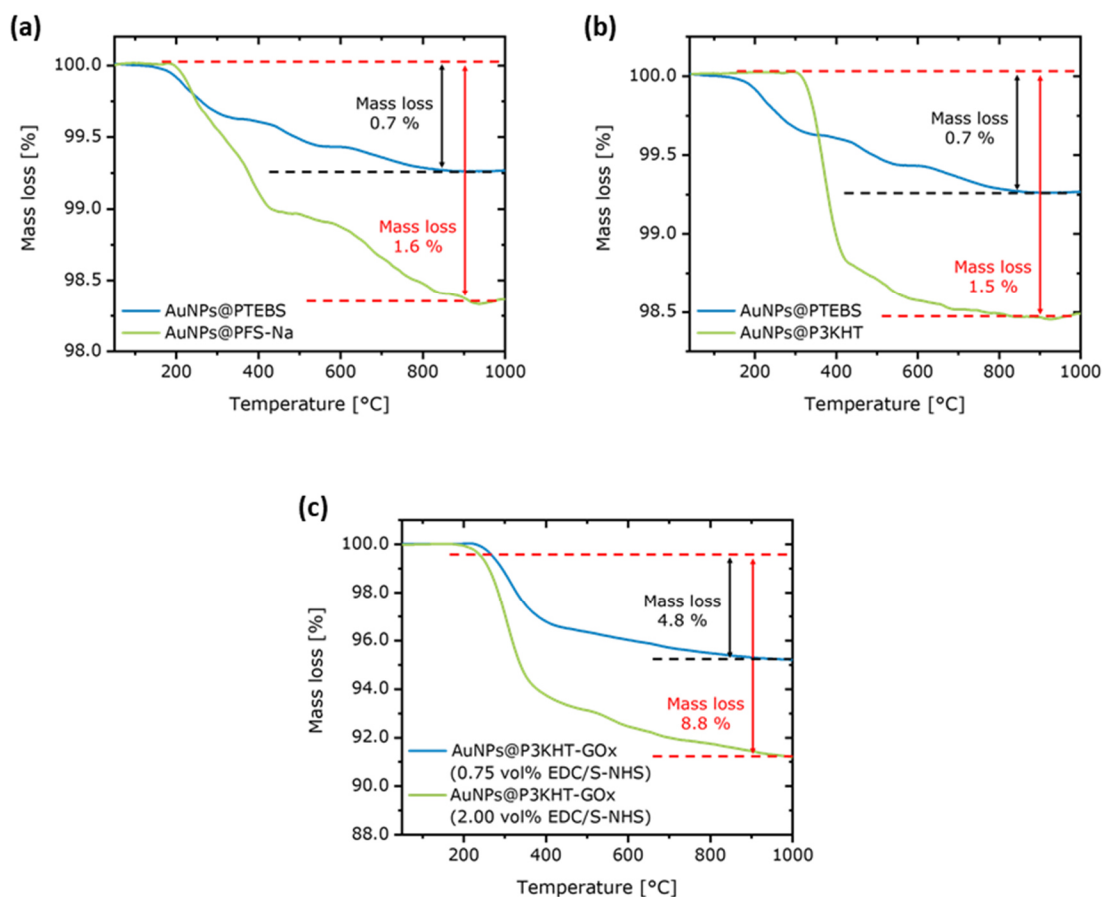 (a)
100.0
99.5
99.0
98.5
98.0
Mass loss [%]
Mass loss
0.7 %
Mass loss
1.6 %
AuNPs@PTEBS
AuNPs@PFS-Na
200
400
600
800
1000
Temperature [°C]
(b)
100.0
99.5
99.0
98.5
Mass loss [%]
Mass loss
0.7 %
Mass loss
1.5 %
AuNPs@PTEBS
AuNPs@P3KHT
200
400
600
800
1000
Temperature [°C]
(c)
100.0
98.0
96.0
94.0
92.0
90.0
88.0
Mass loss [%]
Mass loss
4.8 %
Mass loss
8.8 %
AuNPs@P3KHT-GOx
(0.75 vol% EDC/S-NHS)
AuNPs@P3KHT-GOx
(2.00 vol% EDC/S-NHS)
200
400
600
800
1000
Temperature [°C]